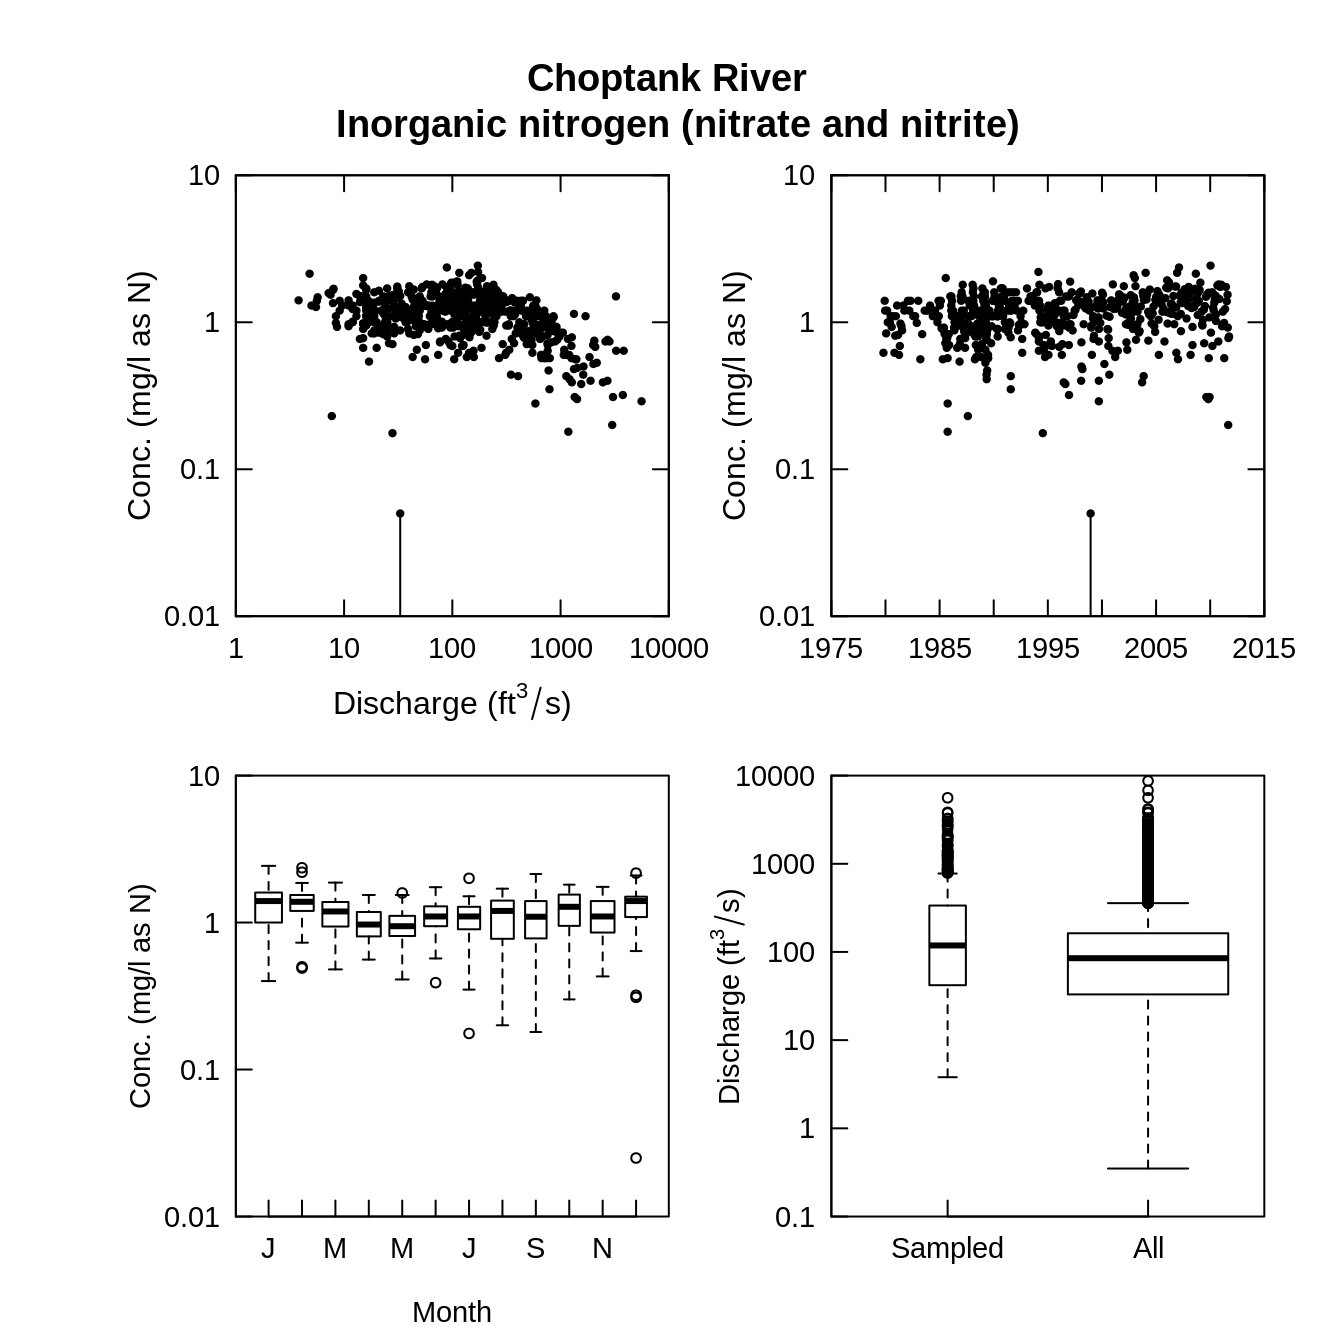 Choptank River
Inorganic nitrogen (nitrate and nitrite)
10
1
0.1
0.01
Conc. (mg/l as N)
1 10 100 1000 10000
Discharge (ft³/s)
10
1
0.1
0.01
Conc. (mg/l as N)
1975 1985 1995 2005 2015
10
1
0.1
0.01
Conc. (mg/l as N)
J M M J S N
Month
10000
1000
100
10
1
0.1
Discharge (ft³/s)
Sampled All